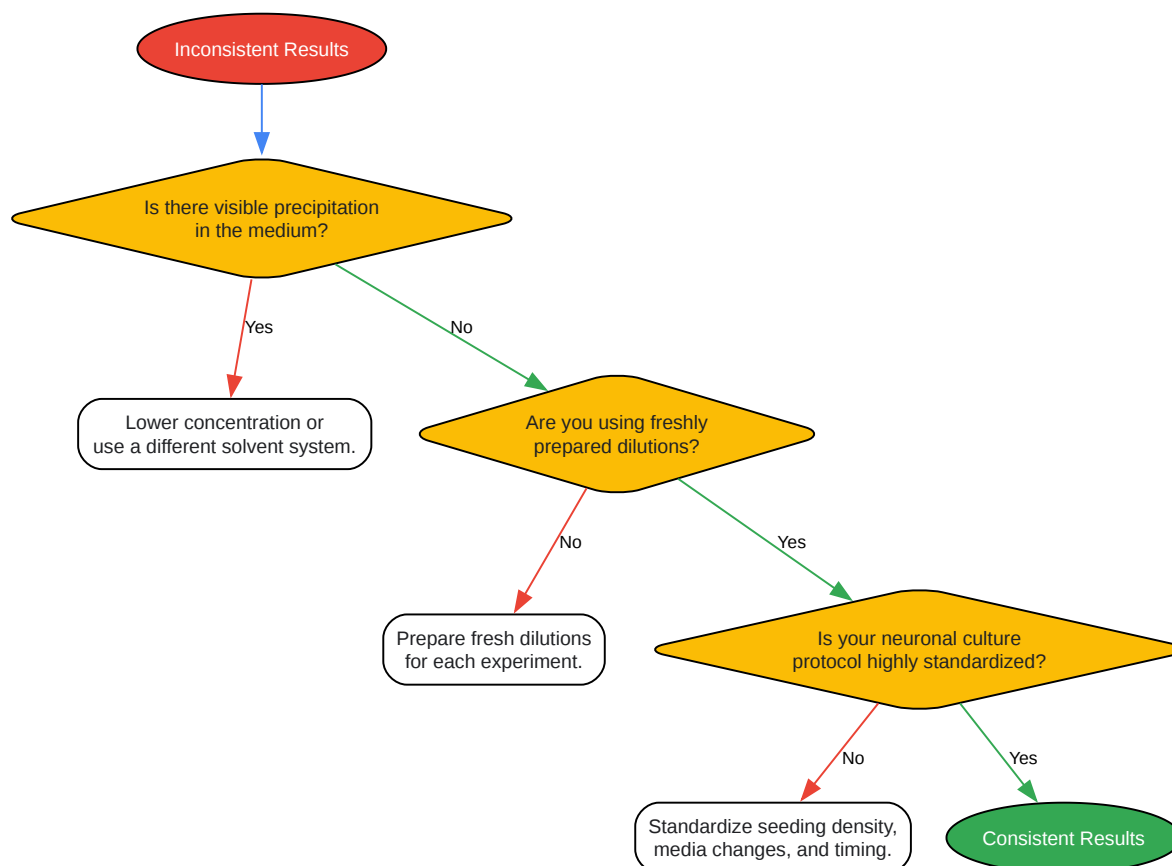 Inconsistent Results
Is there visible precipitation
in the medium?
Yes
No
Lower concentration or
use a different solvent system.
Are you using freshly
prepared dilutions?
No
Yes
Prepare fresh dilutions
for each experiment.
Is your neuronal culture
protocol highly standardized?
No
Yes
Standardize seeding density,
media changes, and timing.
Consistent Results